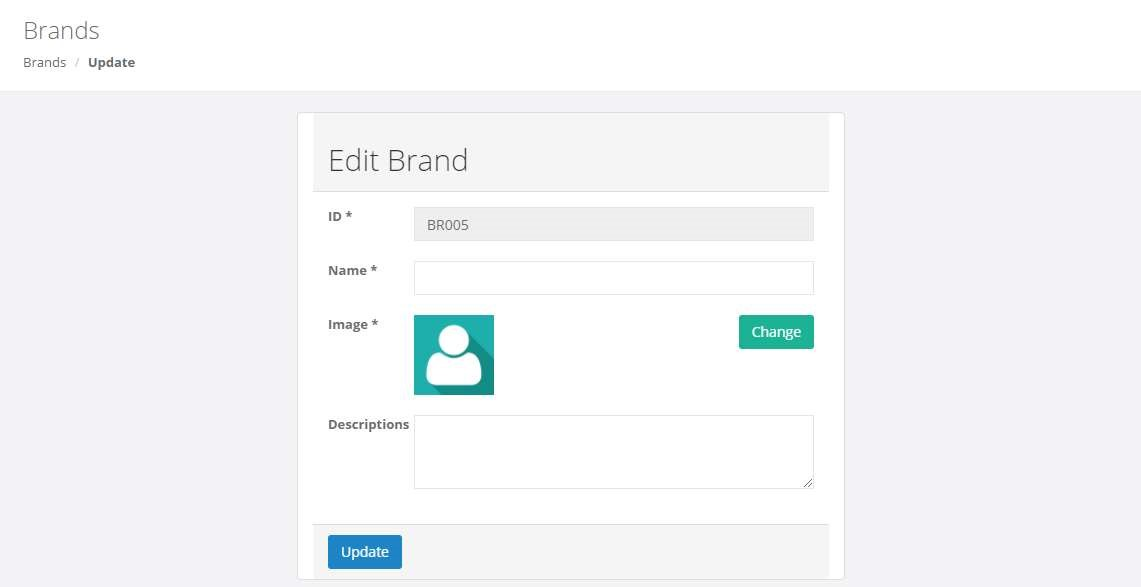 Brands
Brands / Update
Edit Brand
ID *
BR005
Name *
Image *
Change
Descriptions
Update